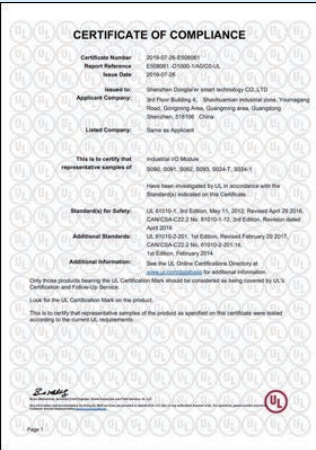 CERTIFICATE OF COMPLIANCE
Certificate Number 2019-07-26-E508081
Report Reference E508081-D1000-1/A0/C0-UL
Issue Date 2019-07-26
Issued to: Shenzhen technology CO.,LTD
Applicant Company: 3rd Floor Building 4, industrial zone,
Road, Gongming Area, Guangming area, Guangdong
Shenzhen, 518106 China
Listed Company: Same as Applicant
This is to certify that Industrial I/O Module
representative samples of S090, S091, S092, S093, S024-T, S024-1
Have been investigated by UL in accordance with the
Standard(s) indicated on this Certificate.
Standard(s) for Safety: UL 61010-1, 3rd Edition, May 11, 2012, Revised April 29 2016,
CAN/CSA-C22.2 No. 61010-1-12, 3rd Edition, Revision dated
April 2016
Additional Standards: UL 61010-2-201, 1st Edition, Revised February 20 2017,
CAN/CSA-C22.2 No. 61010-2-201:14,
1st Edition, February 2014
Additional Information: See the UL Online Certifications Directory at
www.ul.com/database for additional information.
Only those products bearing the UL Certification Mark should be considered as being covered by UL's
Certification and Follow-Up Service.
Look for the UL Certification Mark on the product.
This is to certify that representative samples of the product as specified on this certificate were tested
according to the current UL requirements.
UL
Page 1